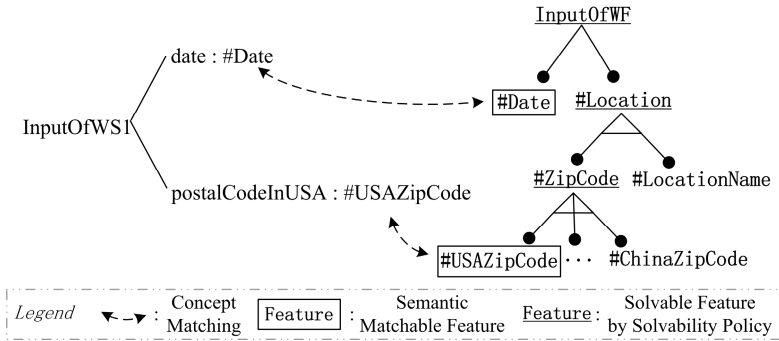 InputOfWF
date : #Date
#Date
#Location
InputOfWS1
#ZipCode
#LocationName
postalCodeInUSA : #USAZipCode
#USAZipCode
···
#ChinaZipCode
Legend
: Concept
Matching
Feature : Semantic
Matchable Feature
Feature : Solvable Feature
by Solvability Policy